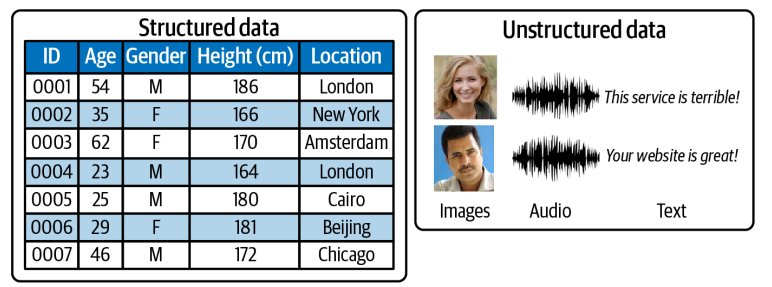 Structured data
ID Age Gender Height (cm) Location
0001 54 M 186 London
0002 35 F 166 New York
0003 62 F 170 Amsterdam
0004 23 M 164 London
0005 25 M 180 Cairo
0006 29 F 181 Beijing
0007 46 M 172 Chicago
Unstructured data
This service is terrible!
Your website is great!
Images Audio Text